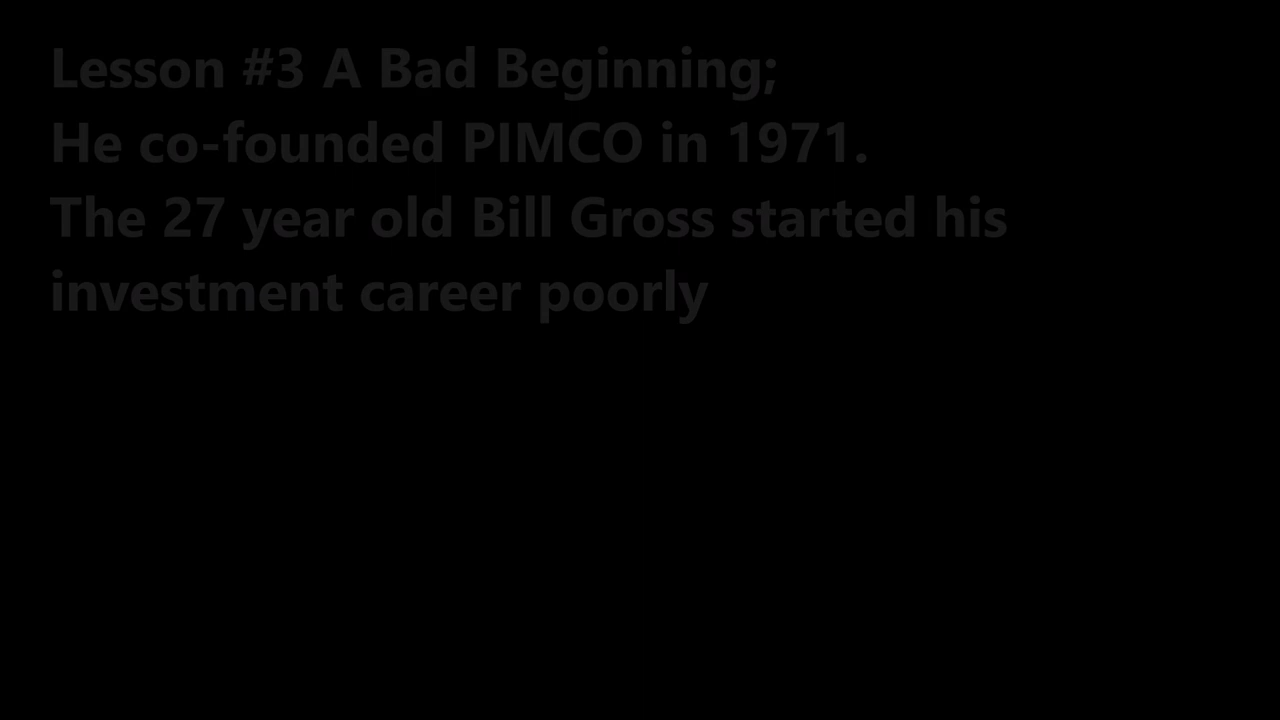 Lesson #3 A Bad Beginning;
He co-founded PIMCO in 1971.
The 27 year old Bill Gross started his
investment career poorly